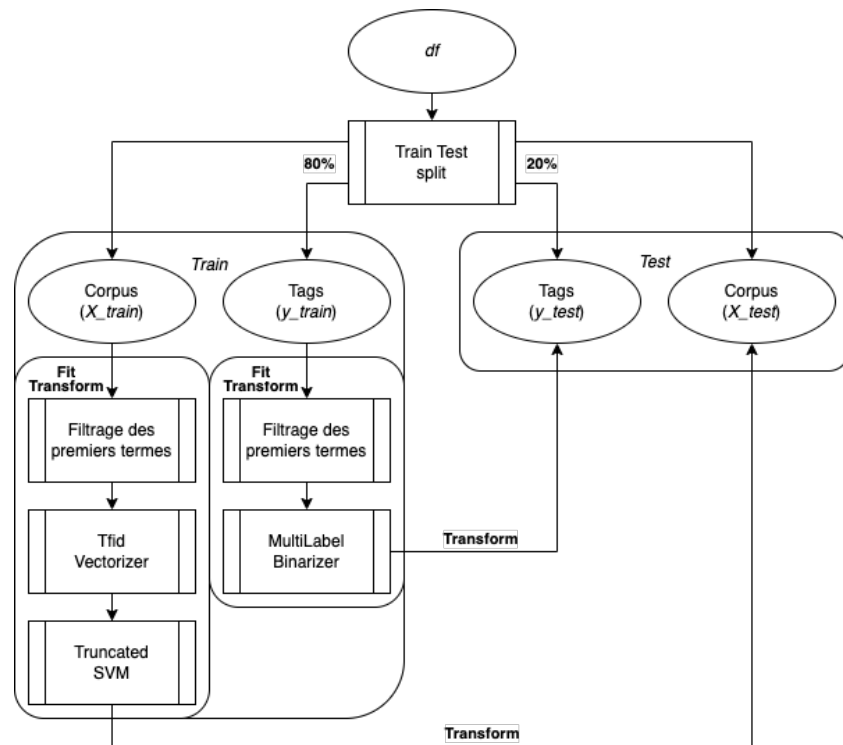 df
Train Test
split
80%
20%
Train
Test
Corpus
(X_train)
Tags
(y_train)
Tags
(y_test)
Corpus
(X_test)
Fit
Transform
Fit
Transform
Filtrage des
premiers termes
Filtrage des
premiers termes
Tfid
Vectorizer
MultiLabel
Binarizer
Transform
Truncated
SVM
Transform